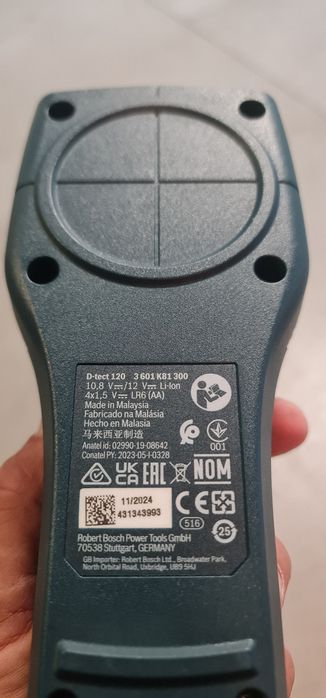 D-tect 120 3 601 K81 300
10,8 V⎓/12 V⎓ Li-Ion
4x1,5 V⎓ LR6 (AA)
Made in Malaysia
Fabricado na Malásia
Hecho en Malasia
马来西亚制造
Anatel id: 02990-19-08642
Conatel PY: 2023-05-I-0328
001
UK
CA
EAC
NOM
11/2024
431343993
CE
516
25
Robert Bosch Power Tools GmbH
70538 Stuttgart, GERMANY
GB Importer: Robert Bosch Ltd., Broadwater Park,
North Orbital Road, Uxbridge, UB9 5HJ